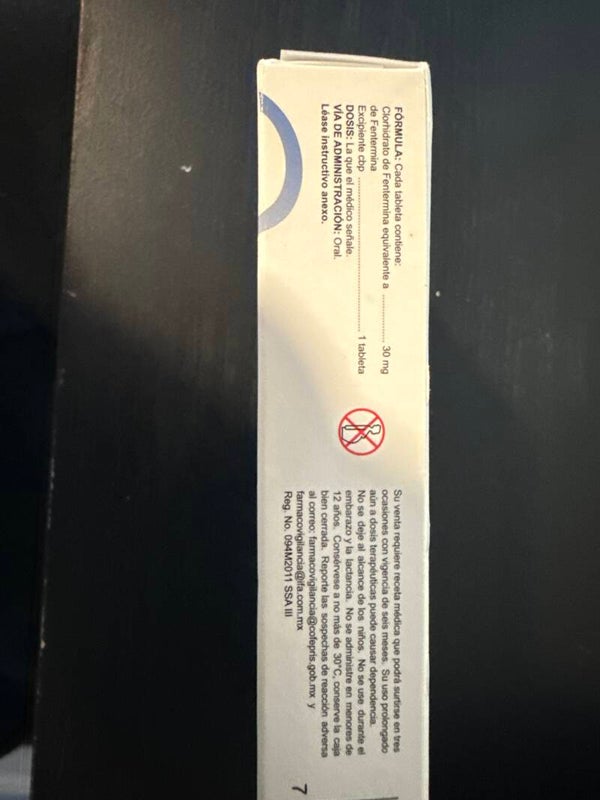 FÓRMULA: Cada tableta contiene:
Clorhidrato de Fentermina equivalente a ............... 30 mg
de Fentermina
Excipiente cbp ............................................... 1 tableta
DOSIS: La que el médico señale.
VÍA DE ADMINISTRACIÓN: Oral.
Léase instructivo anexo.
Su venta requiere receta médica que podrá surtirse en tres
ocasiones con vigencia de seis meses. Su uso prolongado
aún a dosis terapéuticas puede causar dependencia.
No se deje al alcance de los niños. No se use durante el
embarazo y la lactancia. No se administre en menores de
12 años. Consérvese a no más de 30°C, conserve la caja
bien cerrada. Reporte las sospechas de reacción adversa
al correo: farmacovigilancia@cofepris.gob.mx y
farmacovigilancia@ifa.com.mx
Reg. No. 094M2011 SSA III
7